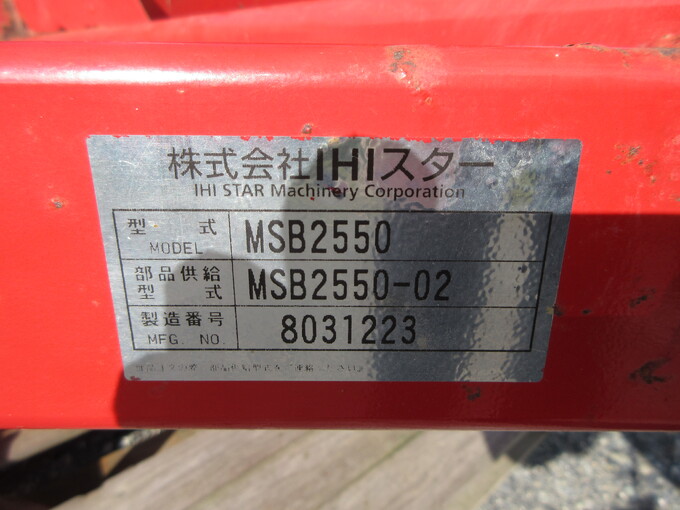 株式会社IHIスター
IHI STAR Machinery Corporation
型式 MSB2550
MODEL
部品供給 MSB2550-02
型式
製造番号 8031223
MFG. NO.